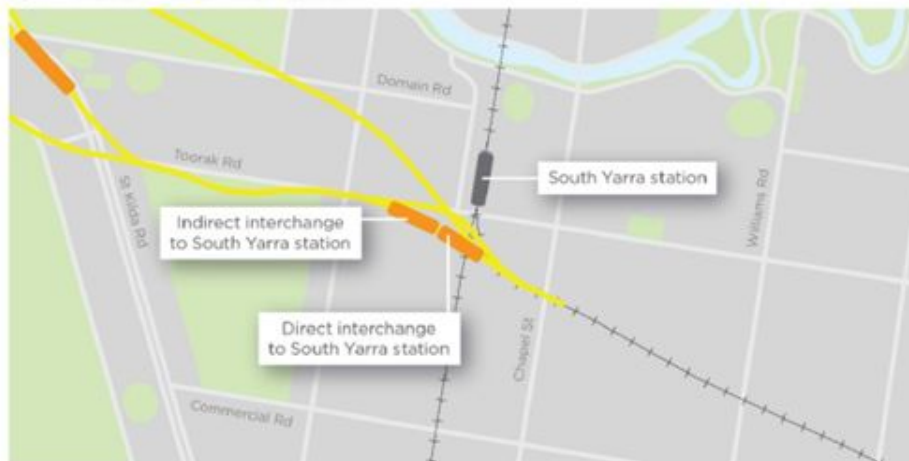 Domain Rd
Toorak Rd
South Yarra station
St Kilda Rd
Williams Rd
Indirect interchange
to South Yarra station
Direct interchange
to South Yarra station
Chapel St
Commercial Rd